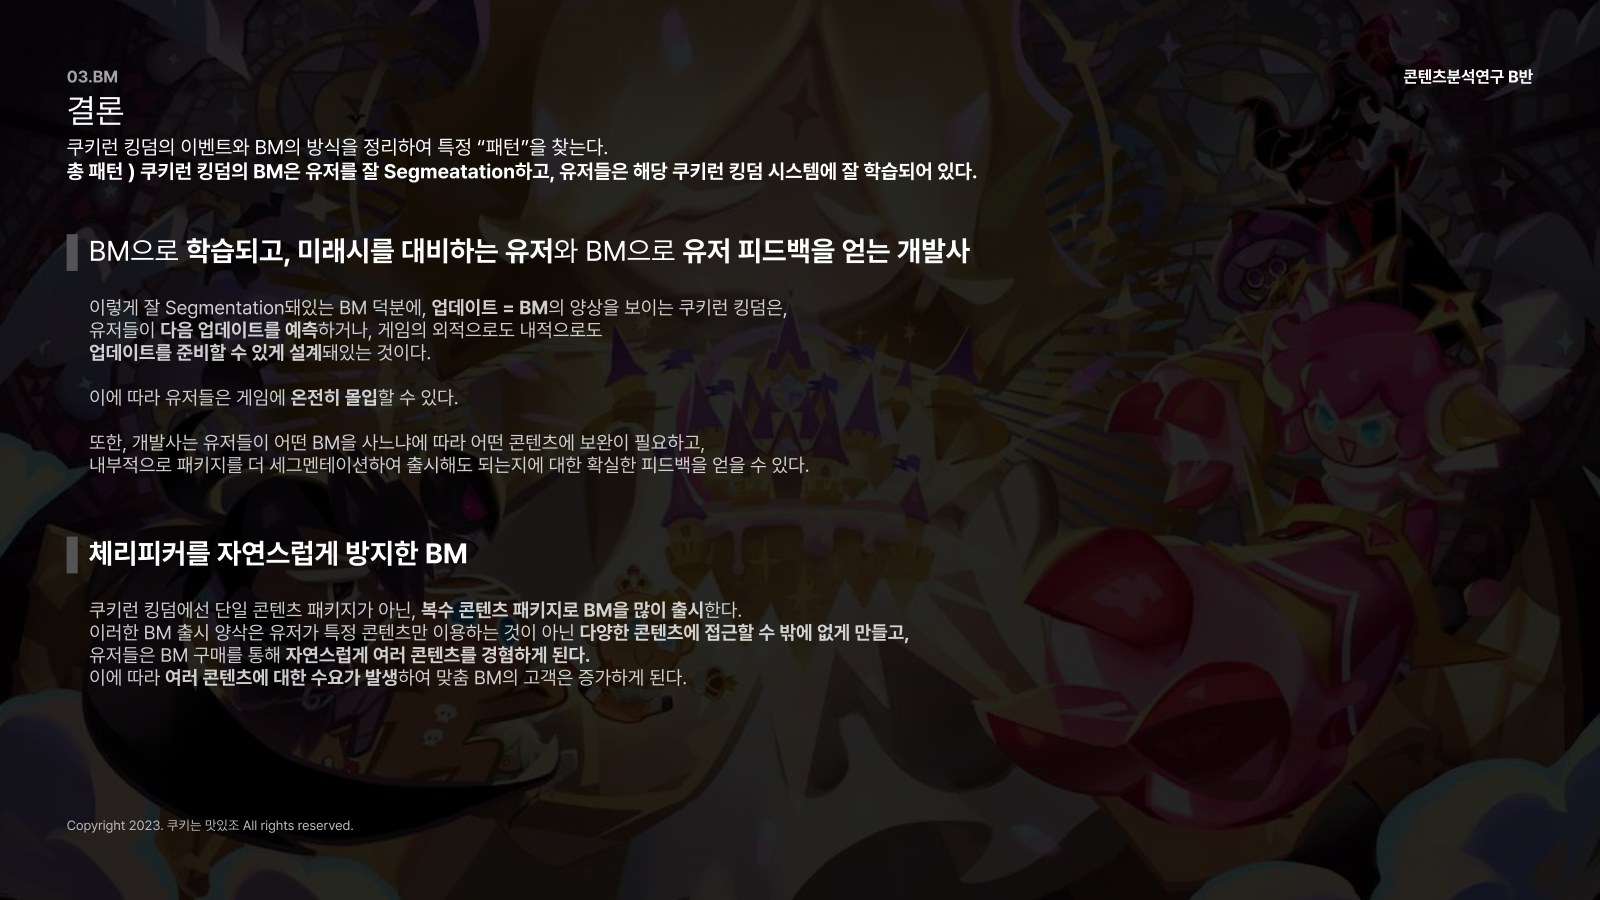 03.BM
콘텐츠분석연구 B반
결론
쿠키런 킹덤의 이벤트와 BM의 방식을 정리하여 특정 “패턴”을 찾는다.
총 패턴 ) 쿠키런 킹덤의 BM은 유저를 잘 Segmeatation하고, 유저들은 해당 쿠키런 킹덤 시스템에 잘 학습되어 있다.
BM으로 학습되고, 미래시를 대비하는 유저와 BM으로 유저 피드백을 얻는 개발사
이렇게 잘 Segmentation돼있는 BM 덕분에, 업데이트 = BM의 양상을 보이는 쿠키런 킹덤은,
유저들이 다음 업데이트를 예측하거나, 게임의 외적으로도 내적으로도
업데이트를 준비할 수 있게 설계돼있는 것이다.
이에 따라 유저들은 게임에 온전히 몰입할 수 있다.
또한, 개발사는 유저들이 어떤 BM을 사느냐에 따라 어떤 콘텐츠에 보완이 필요하고,
내부적으로 패키지를 더 세그멘테이션하여 출시해도 되는지에 대한 확실한 피드백을 얻을 수 있다.
체리피커를 자연스럽게 방지한 BM
쿠키런 킹덤에선 단일 콘텐츠 패키지가 아닌, 복수 콘텐츠 패키지로 BM을 많이 출시한다.
이러한 BM 출시 양삭은 유저가 특정 콘텐츠만 이용하는 것이 아닌 다양한 콘텐츠에 접근할 수 밖에 없게 만들고,
유저들은 BM 구매를 통해 자연스럽게 여러 콘텐츠를 경험하게 된다.
이에 따라 여러 콘텐츠에 대한 수요가 발생하여 맞춤 BM의 고객은 증가하게 된다.
Copyright 2023. 쿠키는 맛있조 All rights reserved.